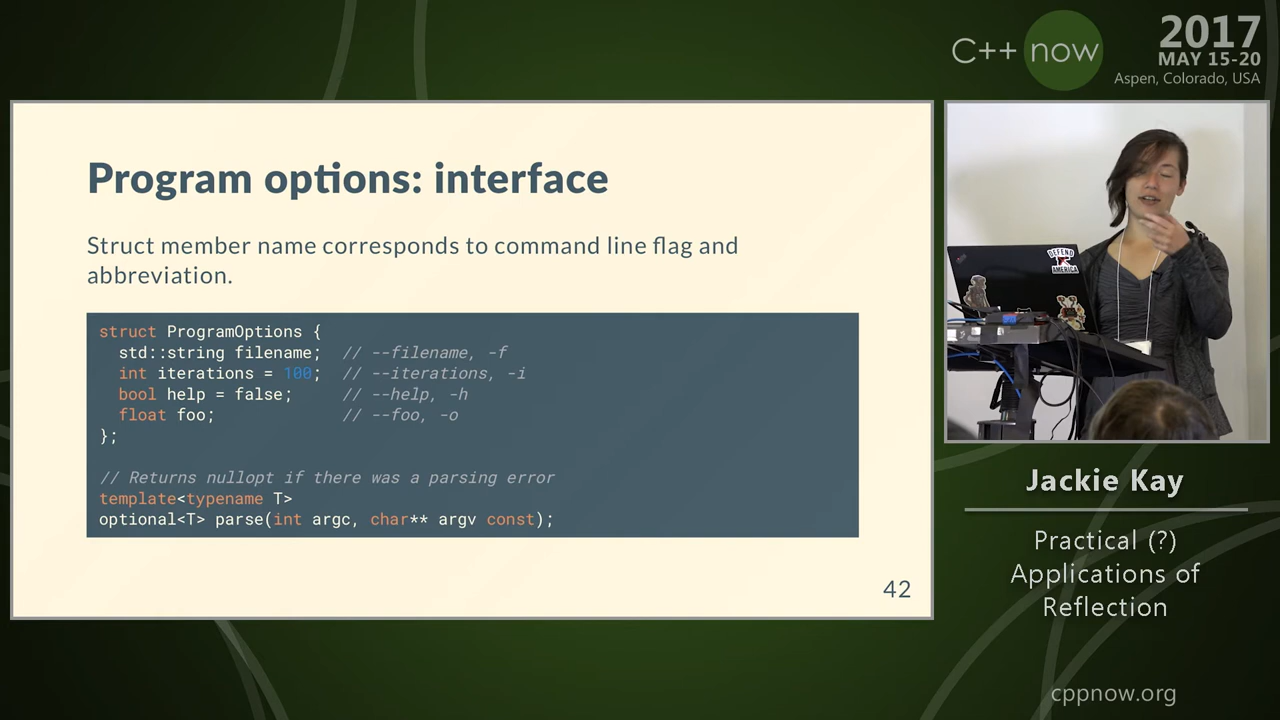 C++ now
2017
MAY 15-20
Aspen, Colorado, USA
Program options: interface
Struct member name corresponds to command line flag and
abbreviation.
struct ProgramOptions {
  std::string filename;  // --filename, -f
  int iterations = 100;  // --iterations, -i
  bool help = false;     // --help, -h
  float foo;             // --foo, -o
};
// Returns nullopt if there was a parsing error
template<typename T>
optional<T> parse(int argc, char** argv const);
42
DEFEND
AMERICA
Jackie Kay
Practical (?)
Applications of
Reflection
cppnow.org